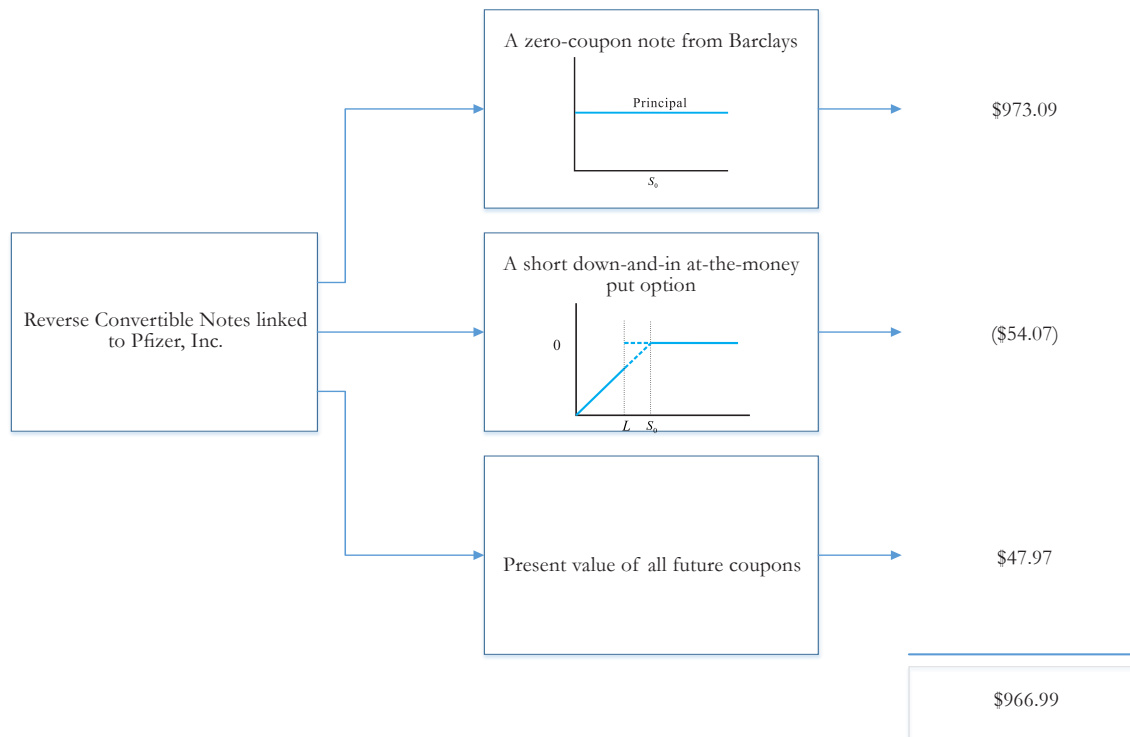 Reverse Convertible Notes linked
to Pfizer, Inc.
A zero-coupon note from Barclays
Principal
S₀
$973.09
A short down-and-in at-the-money
put option
0
L S₀
($54.07)
Present value of all future coupons
$47.97
$966.99